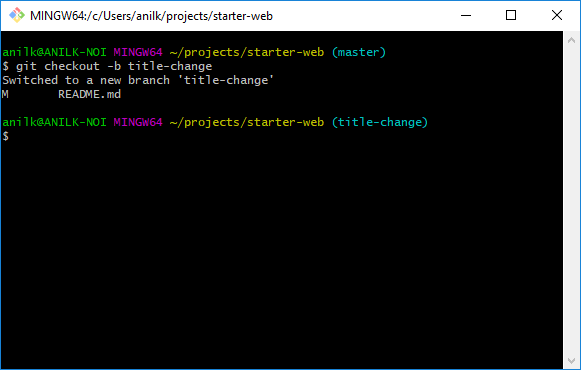 MINGW64:/c/Users/anilk/projects/starter-web
anilk@ANILK-NOI MINGW64 ~/projects/starter-web (master)
$ git checkout -b title-change
Switched to a new branch 'title-change'
M       README.md
anilk@ANILK-NOI MINGW64 ~/projects/starter-web (title-change)
$